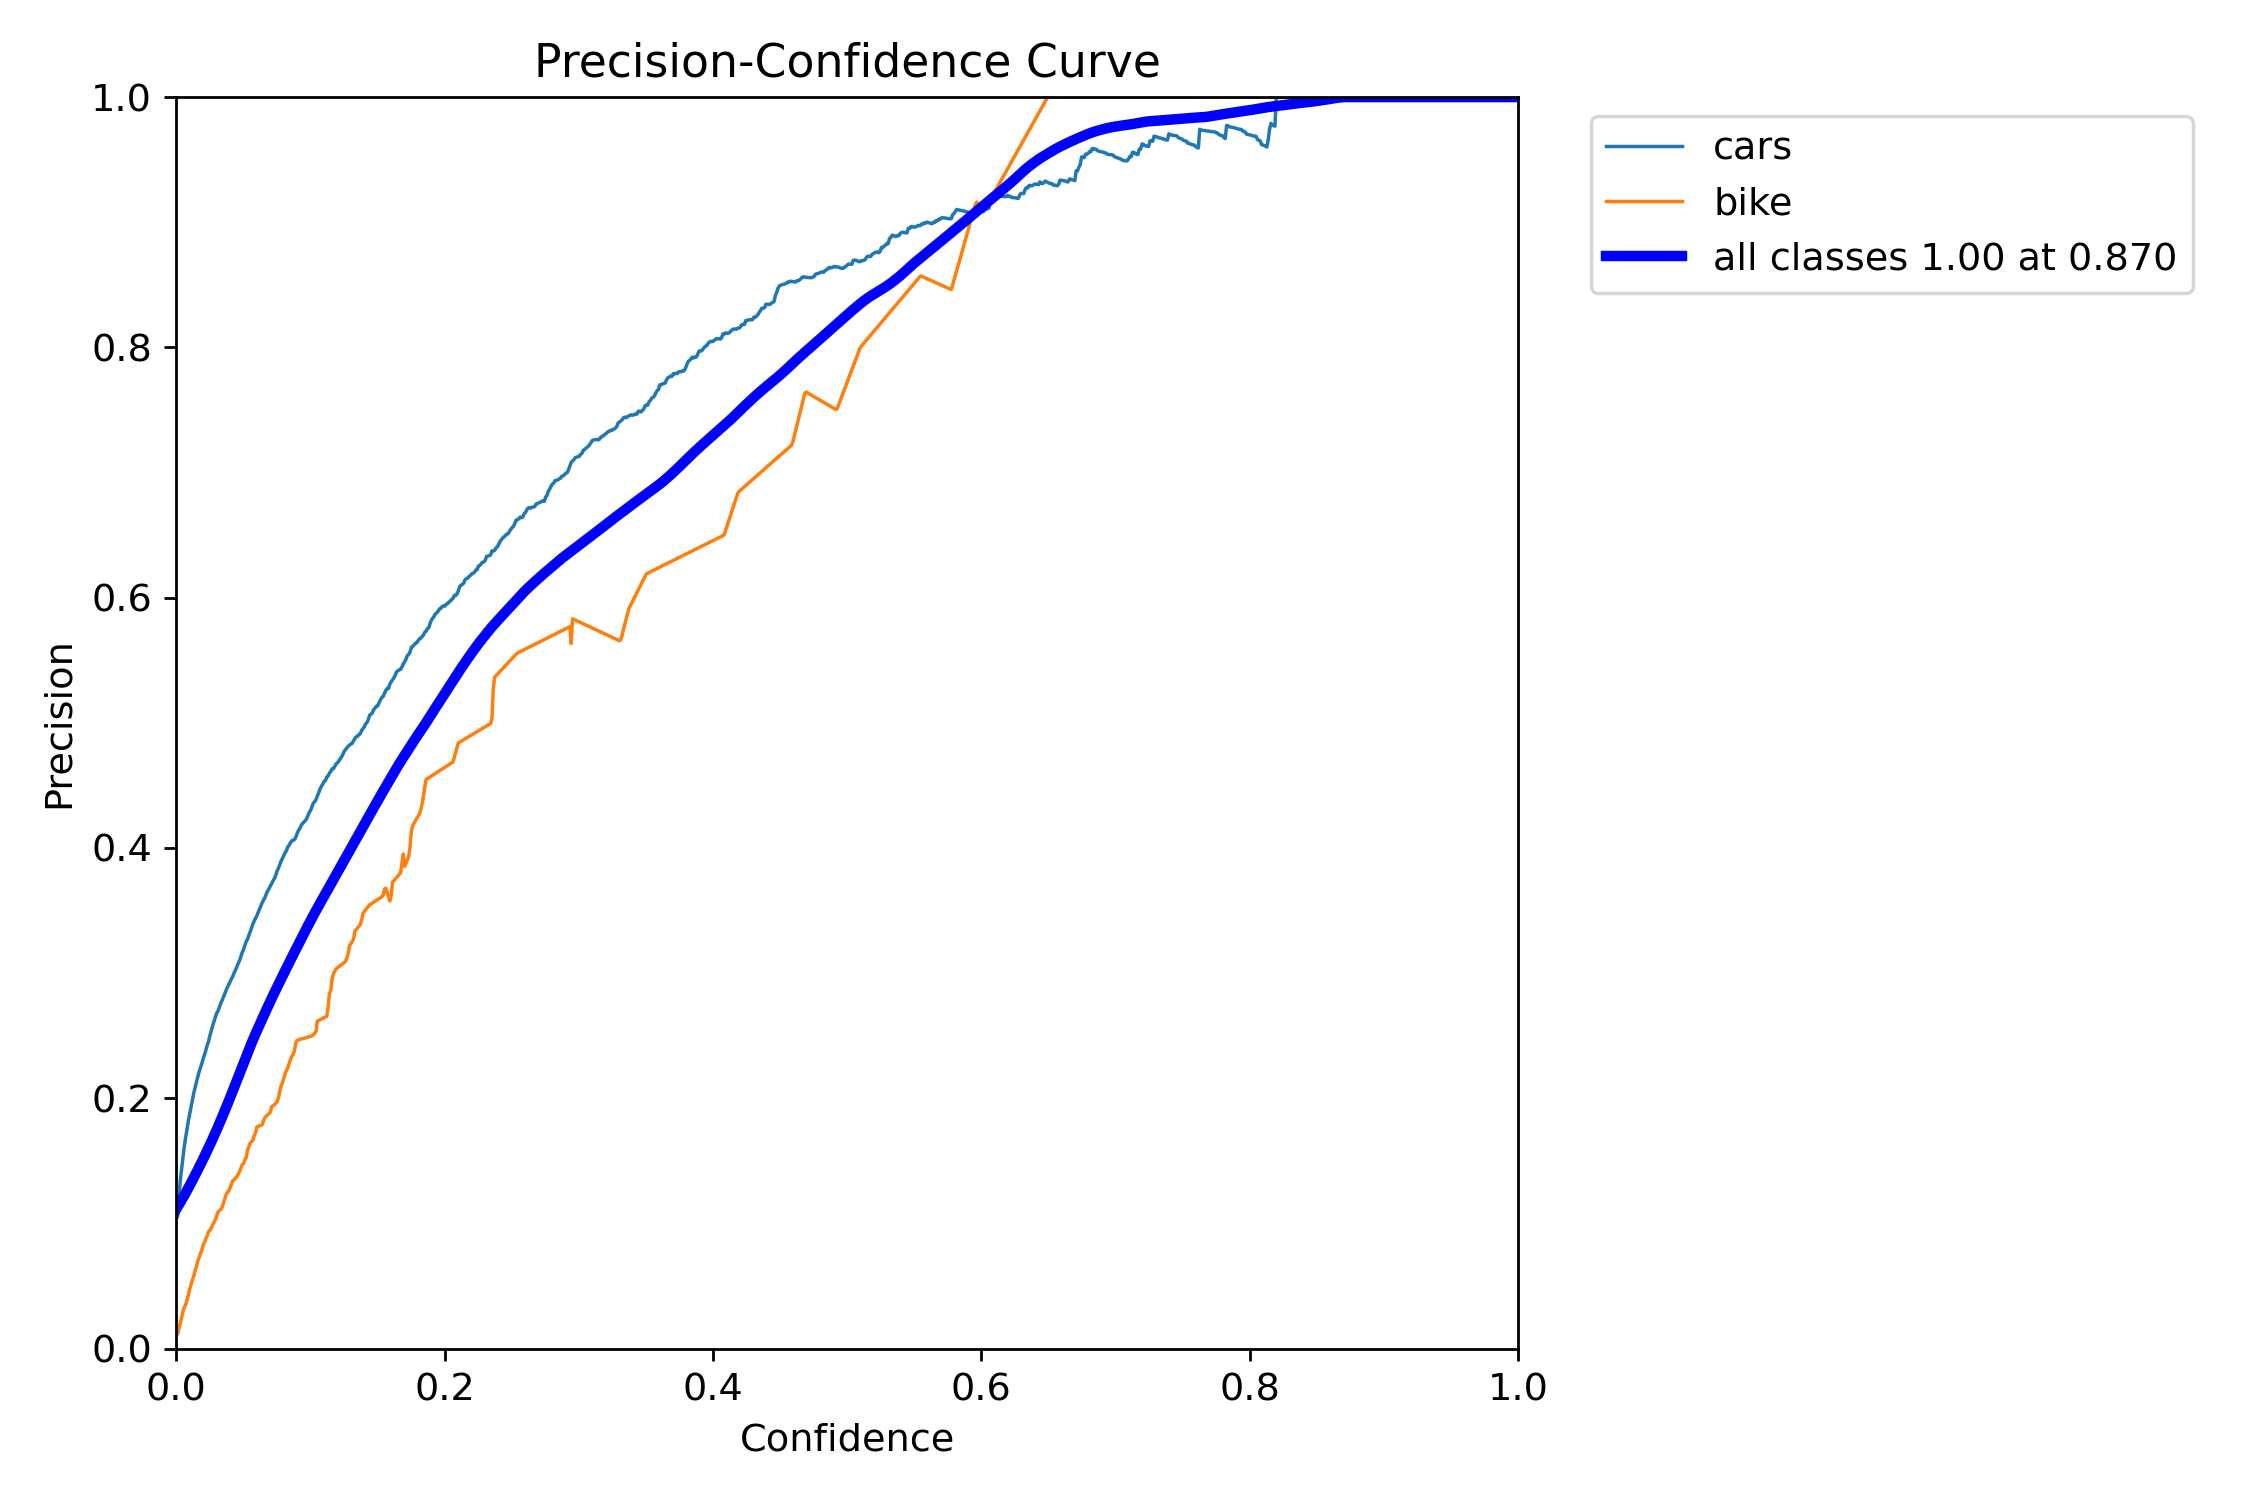 Precision-Confidence Curve
1.0
0.8
0.6
0.4
0.2
0.0
Precision
0.0 0.2 0.4 0.6 0.8 1.0
Confidence
cars
bike
all classes 1.00 at 0.870